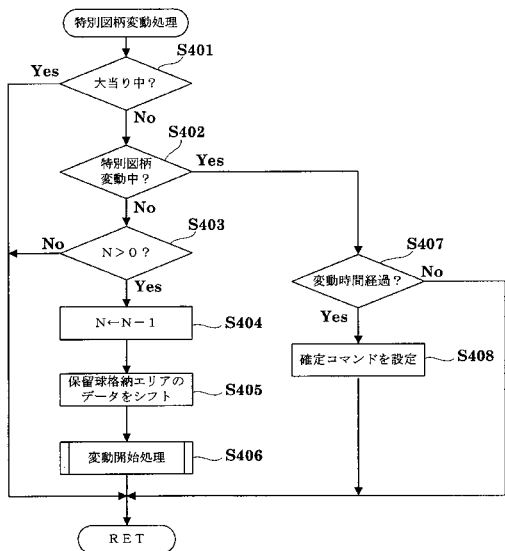 特別図柄変動処理
S401
Yes
大当り中?
No
S402
特別図柄
変動中?
Yes
No
S403
No
N>0?
Yes
S407
変動時間経過?
No
Yes
N←N-1
S404
確定コマンドを設定
S408
保留球格納エリアの
データをシフト
S405
変動開始処理
S406
RET